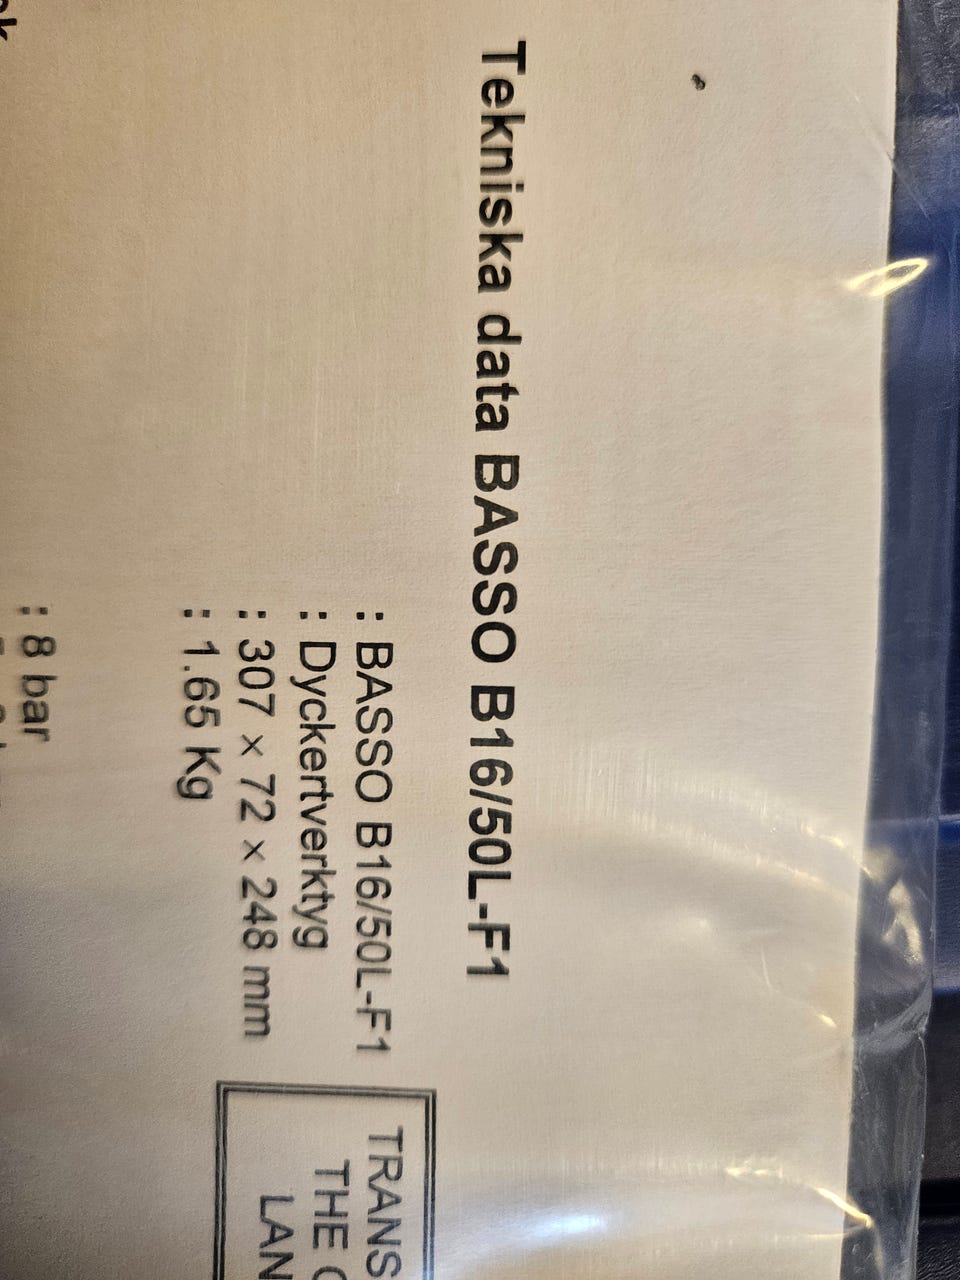 Tekniska data BASSO B16/50L-F1
: BASSO B16/50L-F1
: Dyckertverktyg
: 307 x 72 x 248 mm
: 1.65 Kg
: 8 bar
TRANS
THE
LAN